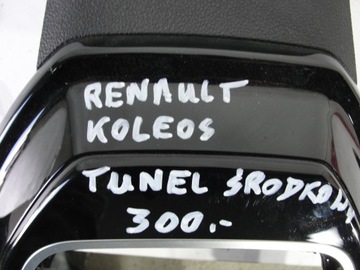 RENAULT
KOLEOS
TUNEL ŚRODKOWY
300.-